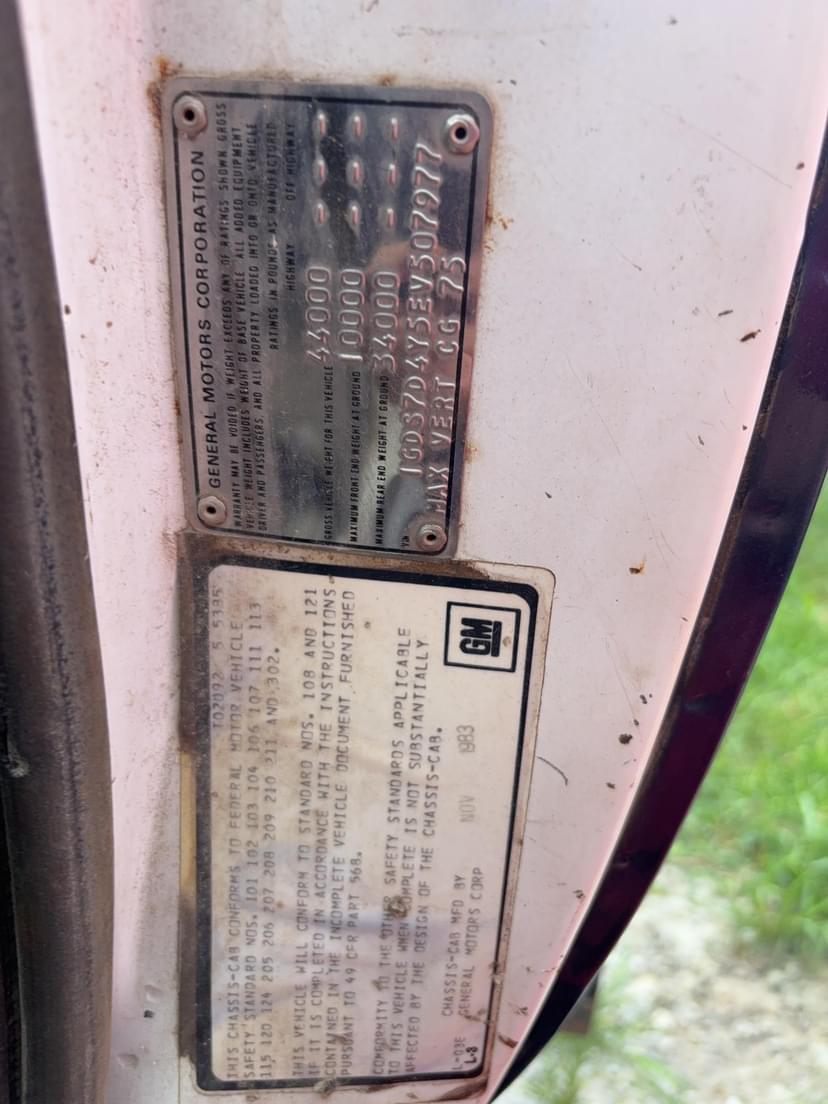 GENERAL MOTORS CORPORATION
WARRANTY MAY BE VOIDED IF WEIGHT EXCEEDS ANY OF RATINGS SHOWN. GROSS
VEHICLE WEIGHT INCLUDES WEIGHT OF BASE VEHICLE ALL ADDED EQUIPMENT
DRIVER AND PASSENGERS, AND ALL PROPERTY LOADED INTO OR ONTO VEHICLE
RATINGS IN POUNDS AS MANUFACTURED
HIGHWAY OFF HIGHWAY
GROSS VEHICLE WEIGHT FOR THIS VEHICLE 44000 - - -
MAXIMUM FRONT END WEIGHT AT GROUND 10000 - - -
MAXIMUM REAR END WEIGHT AT GROUND 34000 - - -
VIN 1GDS7D4Y5EV507977
MAX VERT CG 75
T02092 5 5335
THIS CHASSIS-CAB CONFORMS TO FEDERAL MOTOR VEHICLE
SAFETY STANDARD NOS. 101 102 103 104 106 107 111 113
115 120 124 205 206 207 208 209 210 211 AND 302.
THIS VEHICLE WILL CONFORM TO STANDARD NOS. 108 AND 121
IF IT IS COMPLETED IN ACCORDANCE WITH THE INSTRUCTIONS
CONTAINED IN THE INCOMPLETE VEHICLE DOCUMENT FURNISHED
PURSUANT TO 49 CFR PART 568.
CONFORMITY TO THE OTHER SAFETY STANDARDS APPLICABLE
TO THIS VEHICLE WHEN COMPLETE IS NOT SUBSTANTIALLY
AFFECTED BY THE DESIGN OF THE CHASSIS-CAB.
CHASSIS-CAB MFD BY NOV 1983
GENERAL MOTORS CORP
L-03E
L-8
GM